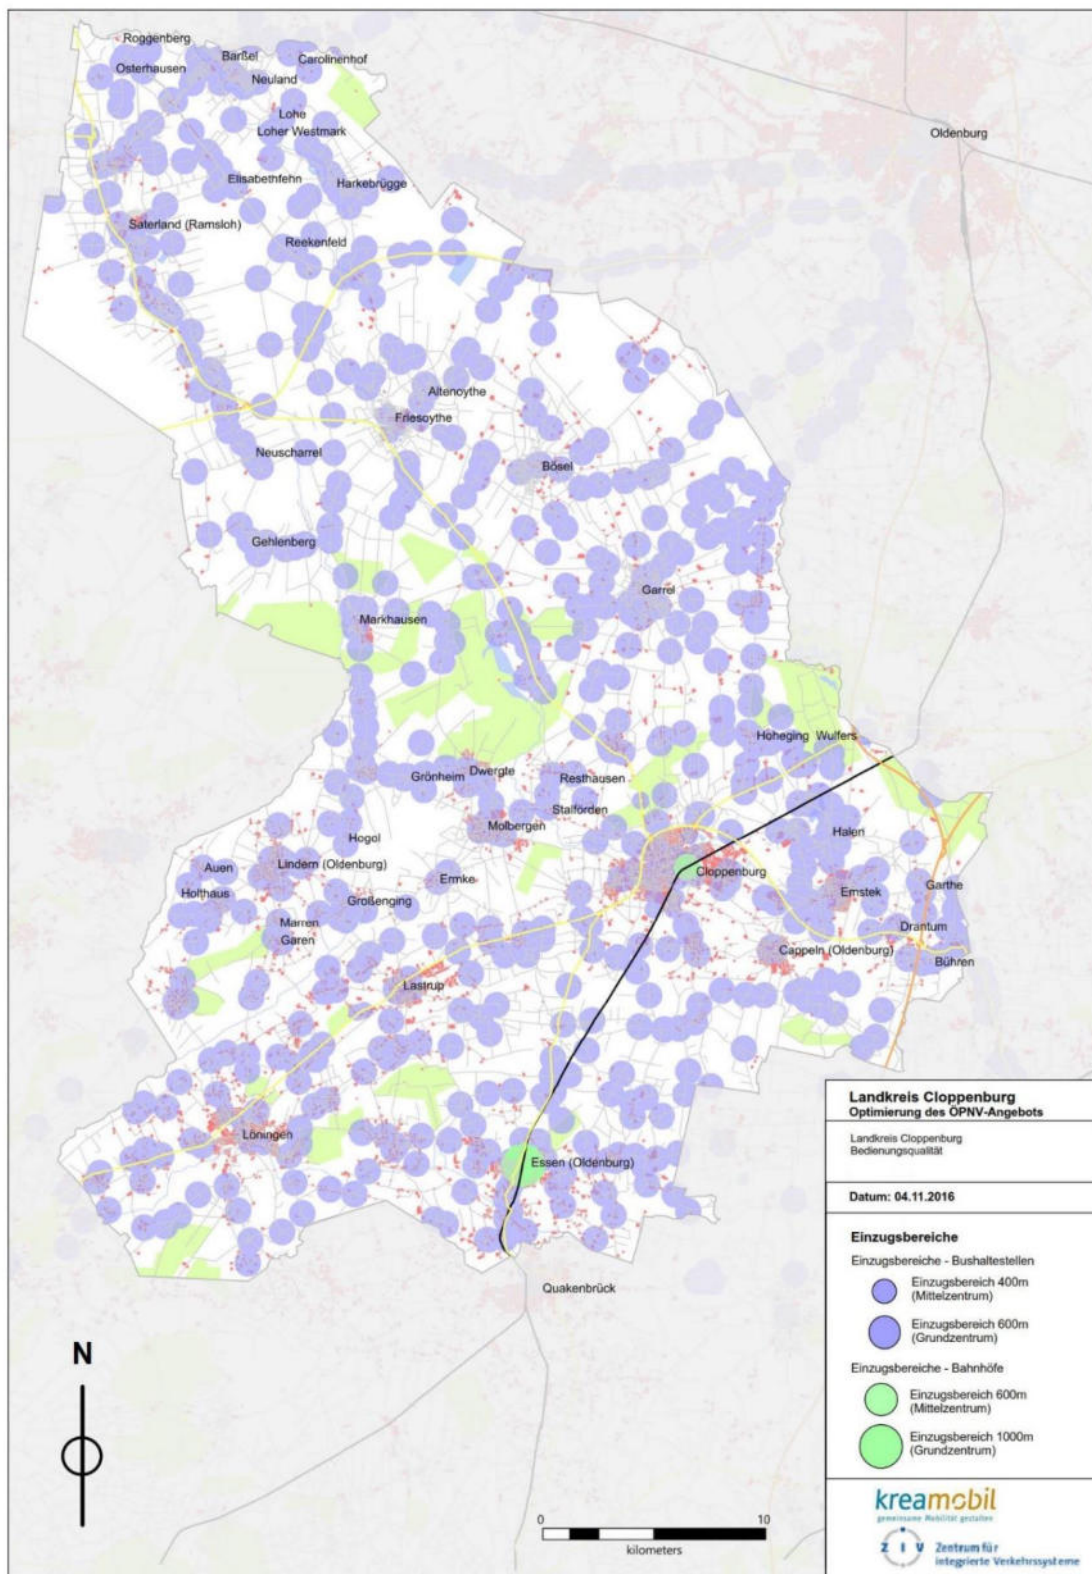 Roggenberg
Barßel
Carolinenhof
Osterhausen
Neuland
Lohe
Loher Westmark
Oldenburg
Elisabethfehn
Harkebrügge
Saterland (Ramsloh)
Reekenfeld
Altenoythe
Friesoythe
Neuscharrel
Bösel
Gehlenberg
Garrel
Markhausen
Hoheging
Wulfers
Grönheim
Dwergte
Resthausen
Stalförden
Molbergen
Hogol
Halen
Auen
Lindern (Oldenburg)
Ermke
Cloppenburg
Holthaus
Großenging
Emstek
Garthe
Marren
Garen
Drantum
Cappeln (Oldenburg)
Bühren
Lastrup
Löningen
Essen (Oldenburg)
Quakenbrück
N
0
10
kilometers
Landkreis Cloppenburg
Optimierung des ÖPNV-Angebots
Landkreis Cloppenburg
Bedienungsqualität
Datum: 04.11.2016
Einzugsbereiche
Einzugsbereiche - Bushaltestellen
Einzugsbereich 400m
(Mittelzentrum)
Einzugsbereich 600m
(Grundzentrum)
Einzugsbereiche - Bahnhöfe
Einzugsbereich 600m
(Mittelzentrum)
Einzugsbereich 1000m
(Grundzentrum)
kreamobil
gemeinsame Mobilität gestalten
Z I V Zentrum für
integrierte Verkehrssysteme